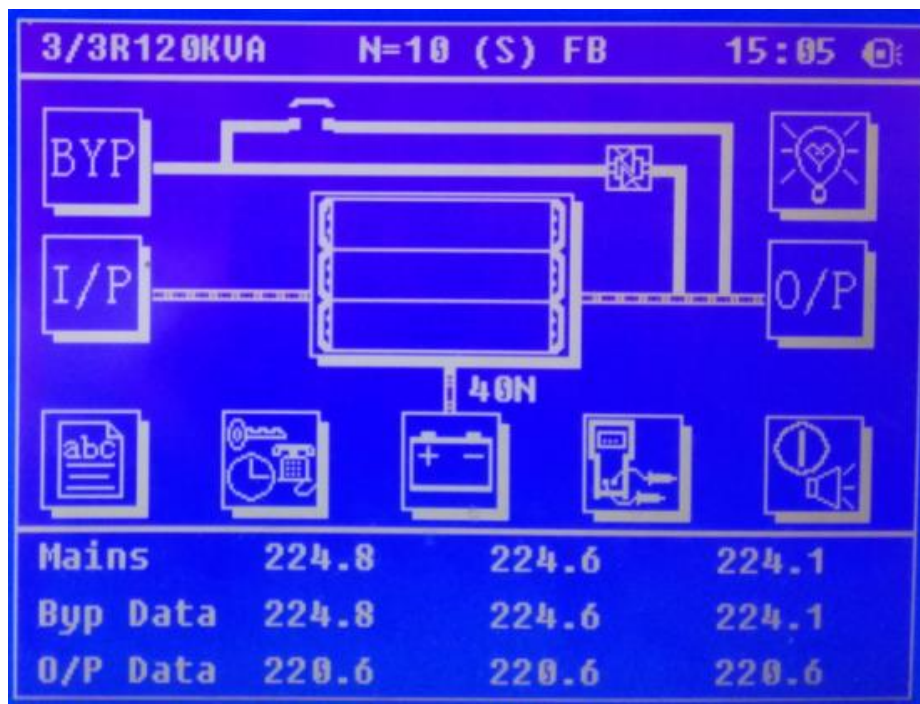 3/3R120KVA N=10 (S) FB 15:05
BYP
I/P
O/P
40N
abc
+ -
Mains 224.8 224.6 224.1
Byp Data 224.8 224.6 224.1
O/P Data 220.6 220.6 220.6